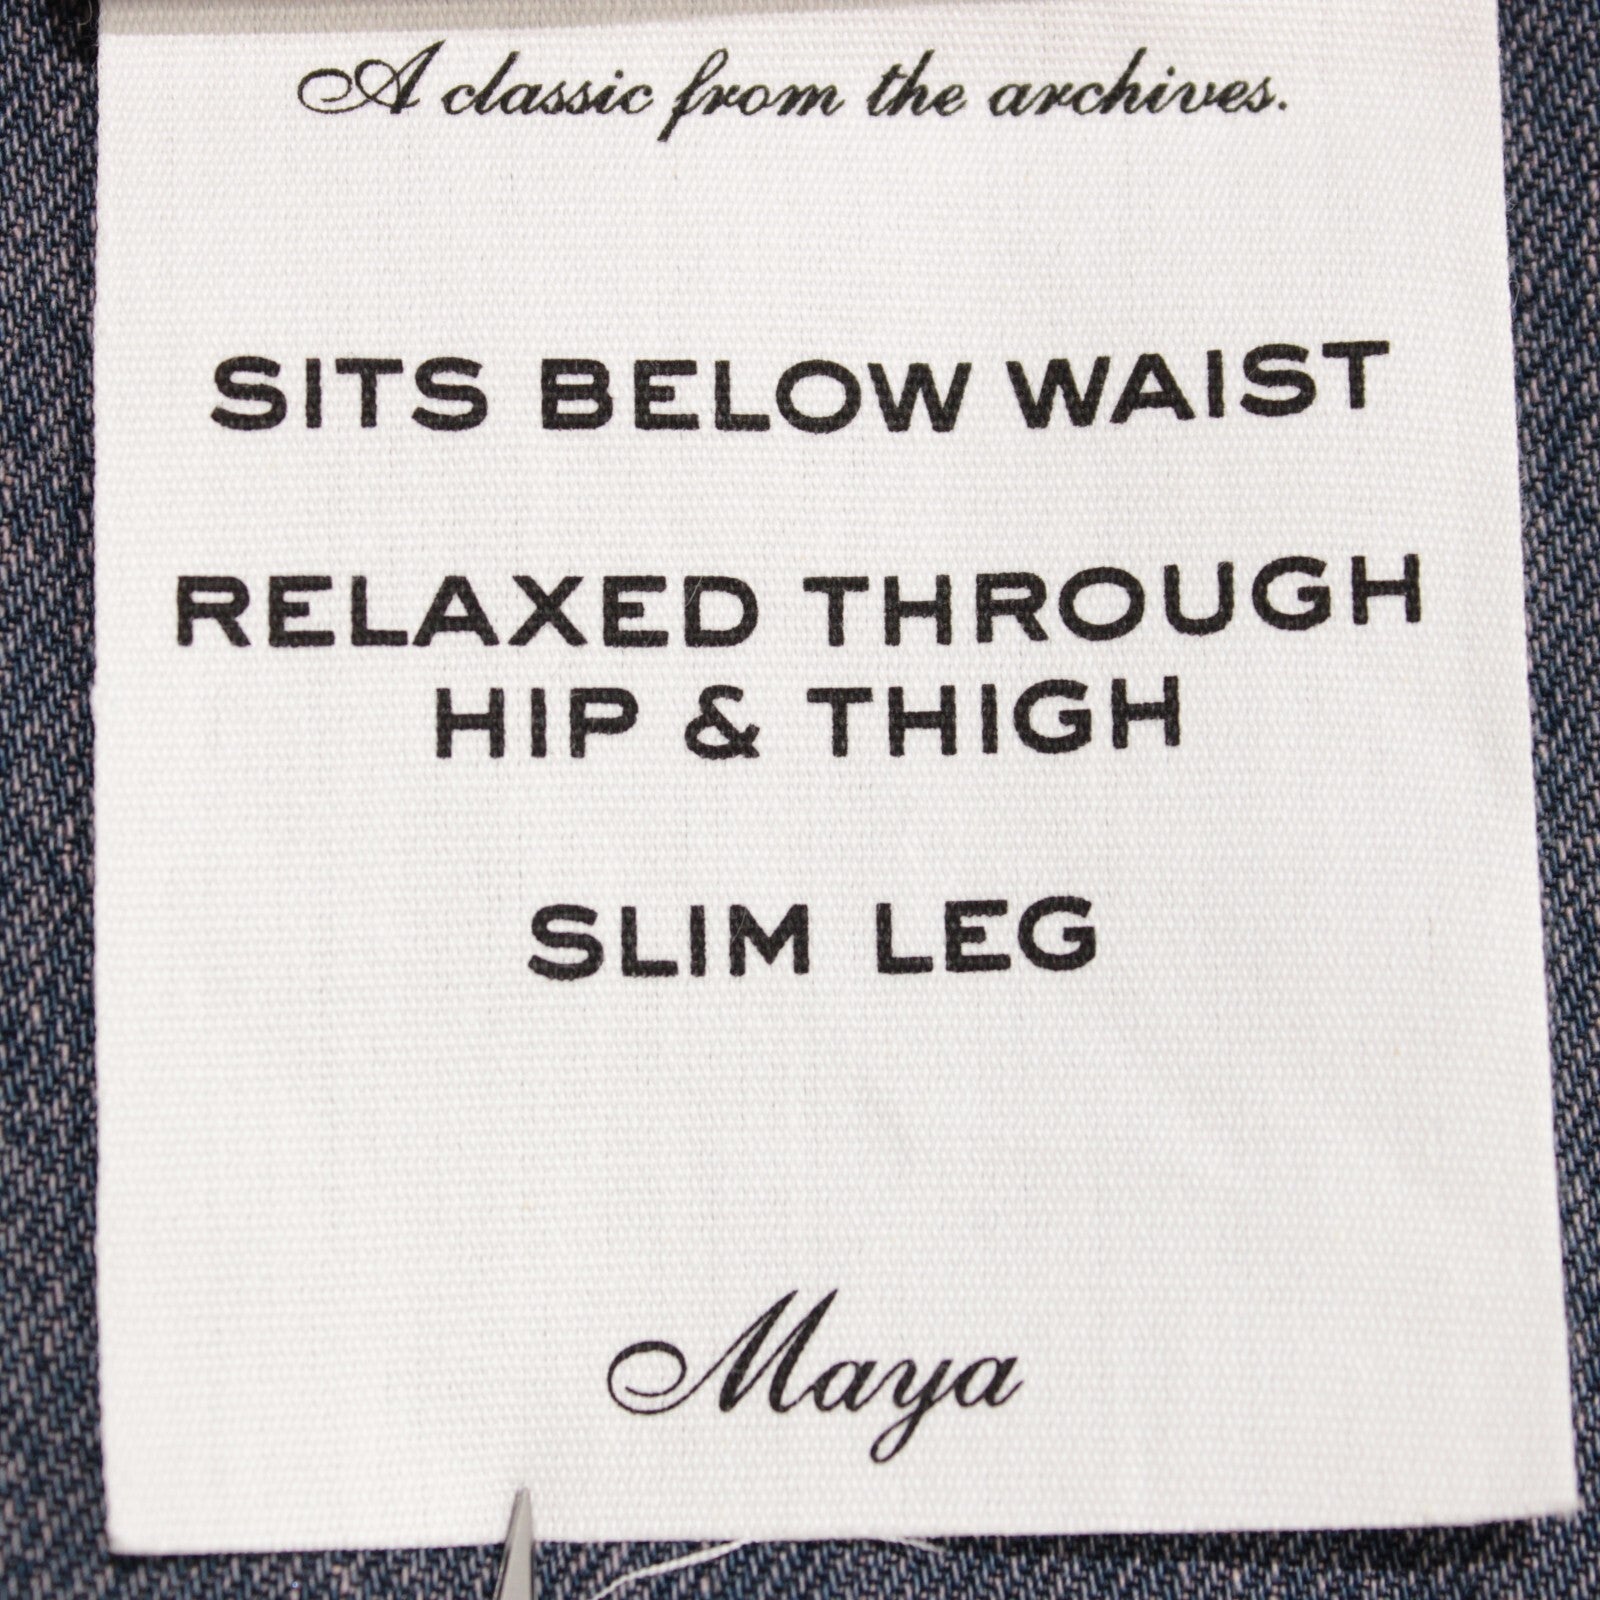 A classic from the archives.
SITS BELOW WAIST
RELAXED THROUGH
HIP & THIGH
SLIM LEG
Maya